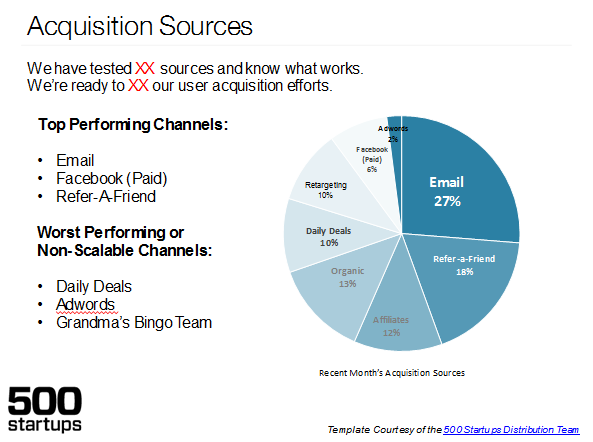 Acquisition Sources
We have tested XX sources and know what works.
We're ready to XX our user acquisition efforts.
Top Performing Channels:
• Email
• Facebook (Paid)
• Refer-A-Friend
Worst Performing or
Non-Scalable Channels:
• Daily Deals
• Adwords
• Grandma's Bingo Team
Adwords
2%
Facebook
(Paid)
6%
Retargeting
10%
Daily Deals
10%
Organic
13%
Affiliates
12%
Refer-a-Friend
18%
Email
27%
Recent Month's Acquisition Sources
500
startups
Template Courtesy of the 500 Startups Distribution Team